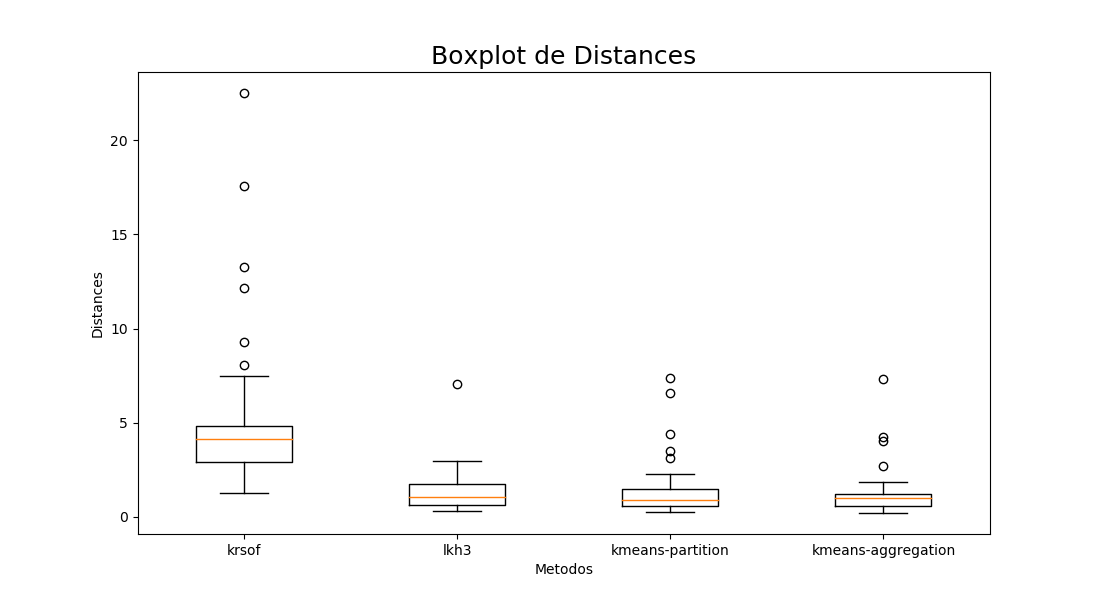 Boxplot de Distances
Distances
20
15
10
5
0
krsof lkh3 kmeans-partition kmeans-aggregation
Metodos